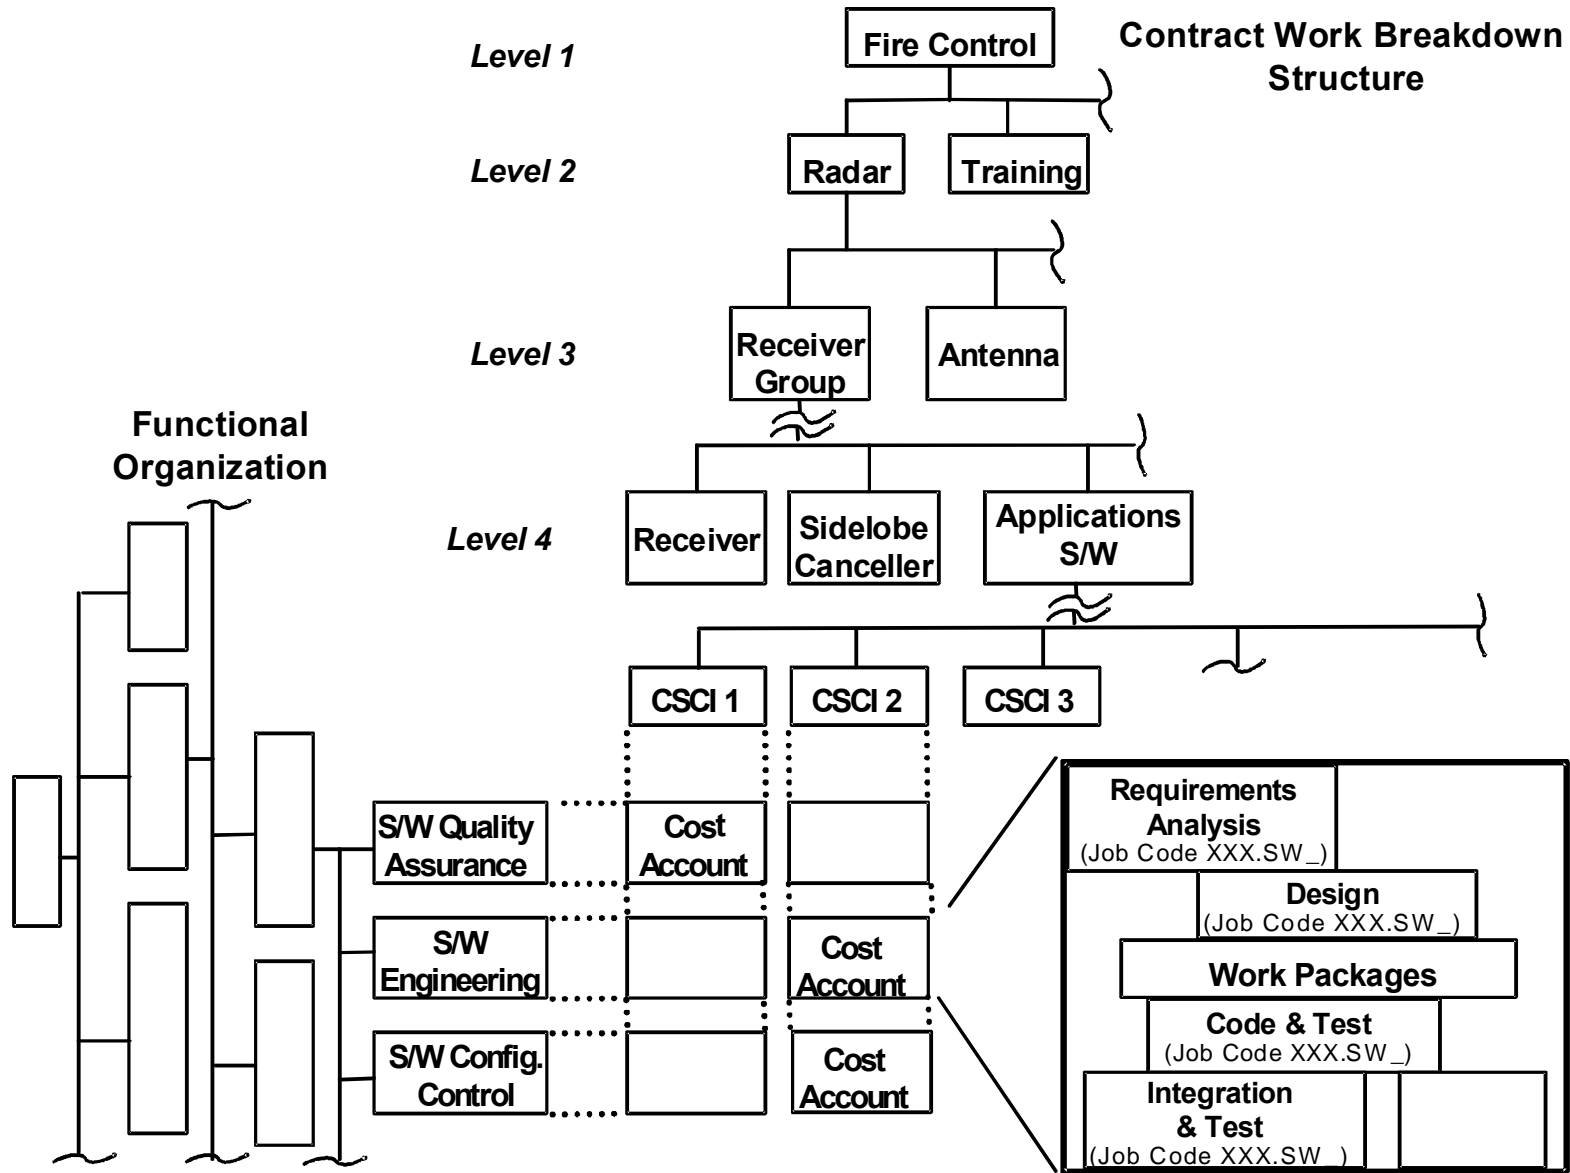 Level 1
Fire Control
Contract Work Breakdown
Structure
Level 2
Radar
Training
Level 3
Receiver
Group
Antenna
Functional
Organization
Level 4
Receiver
Sidelobe
Canceller
Applications
S/W
CSCI 1
CSCI 2
CSCI 3
S/W Quality
Assurance
Cost
Account
S/W
Engineering
Cost
Account
S/W Config.
Control
Cost
Account
Requirements
Analysis
(Job Code XXX.SW_)
Design
(Job Code XXX.SW_)
Work Packages
Code & Test
(Job Code XXX.SW_)
Integration
& Test
(Job Code XXX.SW_)